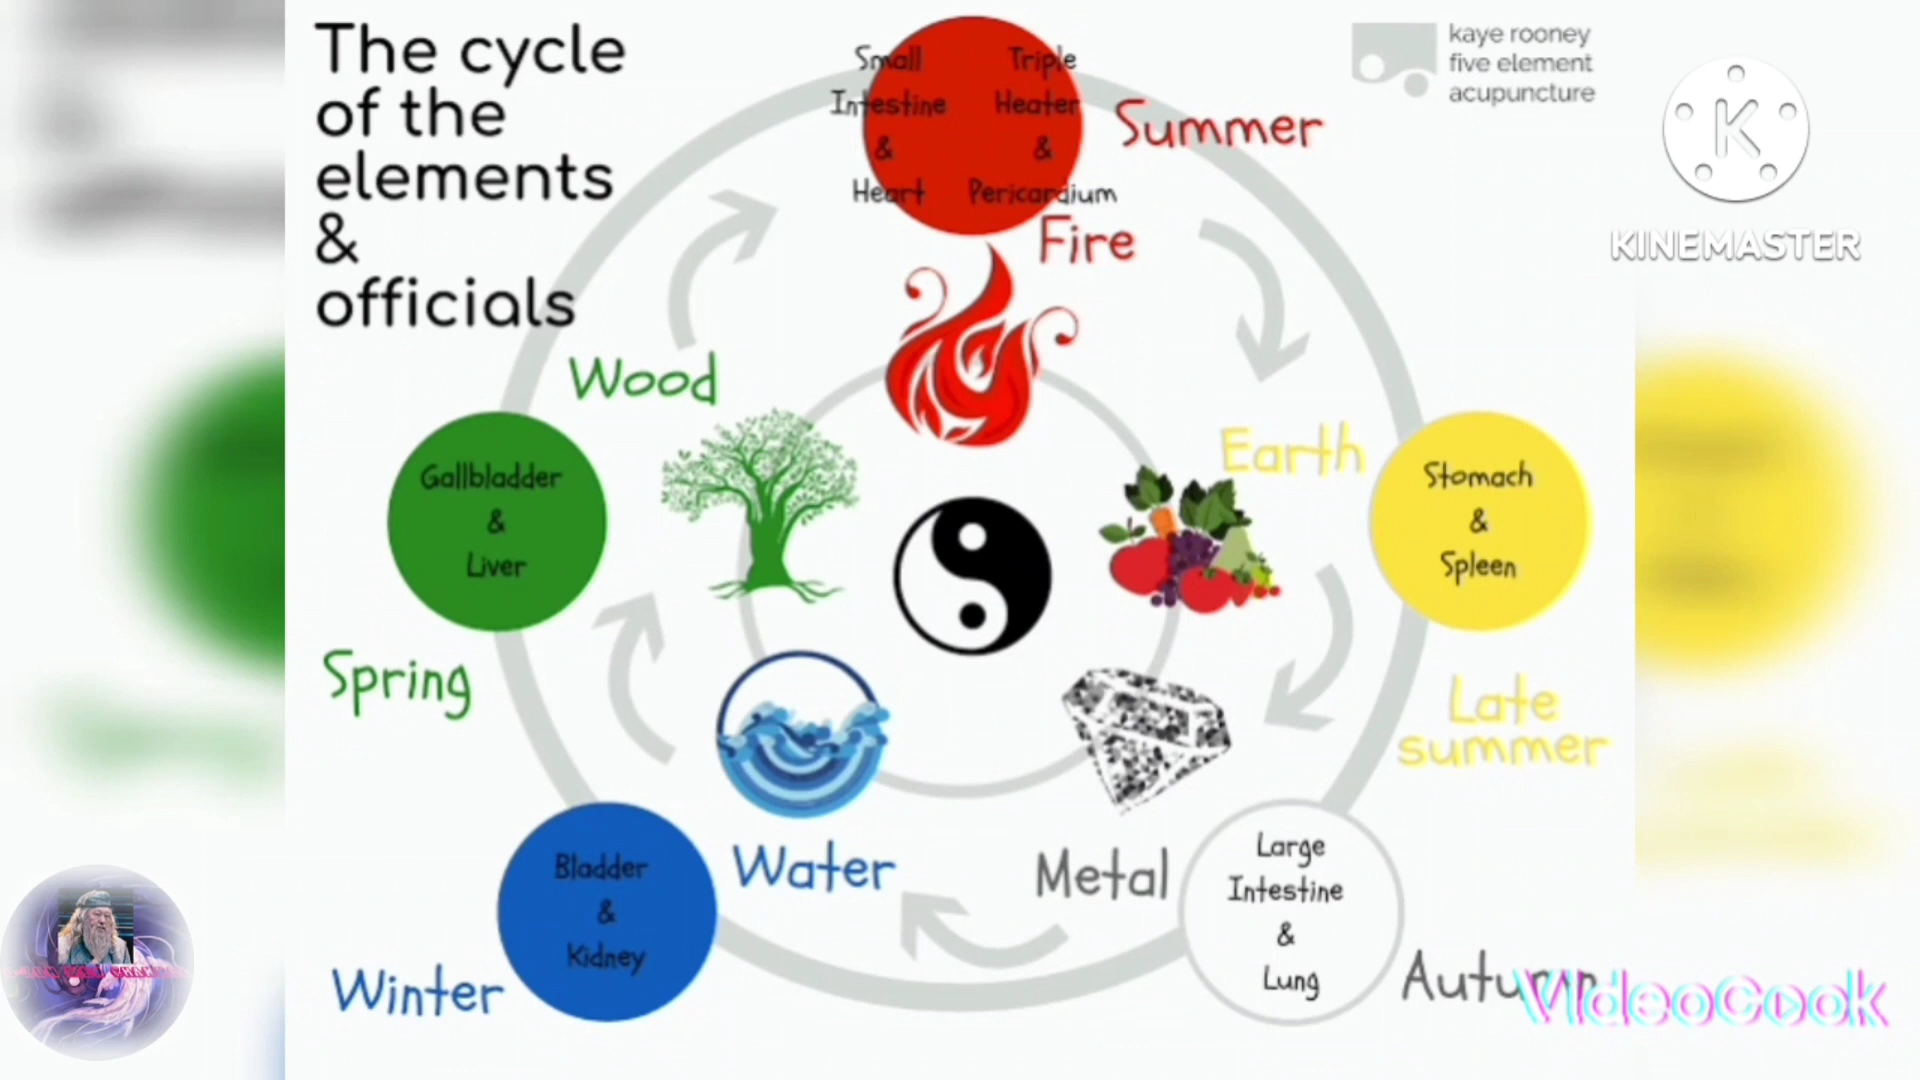 The cycle
of the
elements
&
officials
Small
Intestine
&
Heart
Triple
Heater
&
Pericardium
Summer
Fire
kaye rooney
five element
acupuncture
K
KINEMASTER
Wood
Gallbladder
&
Liver
Spring
Earth
Stomach
&
Spleen
Late
summer
Bladder
&
Kidney
Water
Winter
Metal
Large
Intestine
&
Lung
Autumn
VideoCook